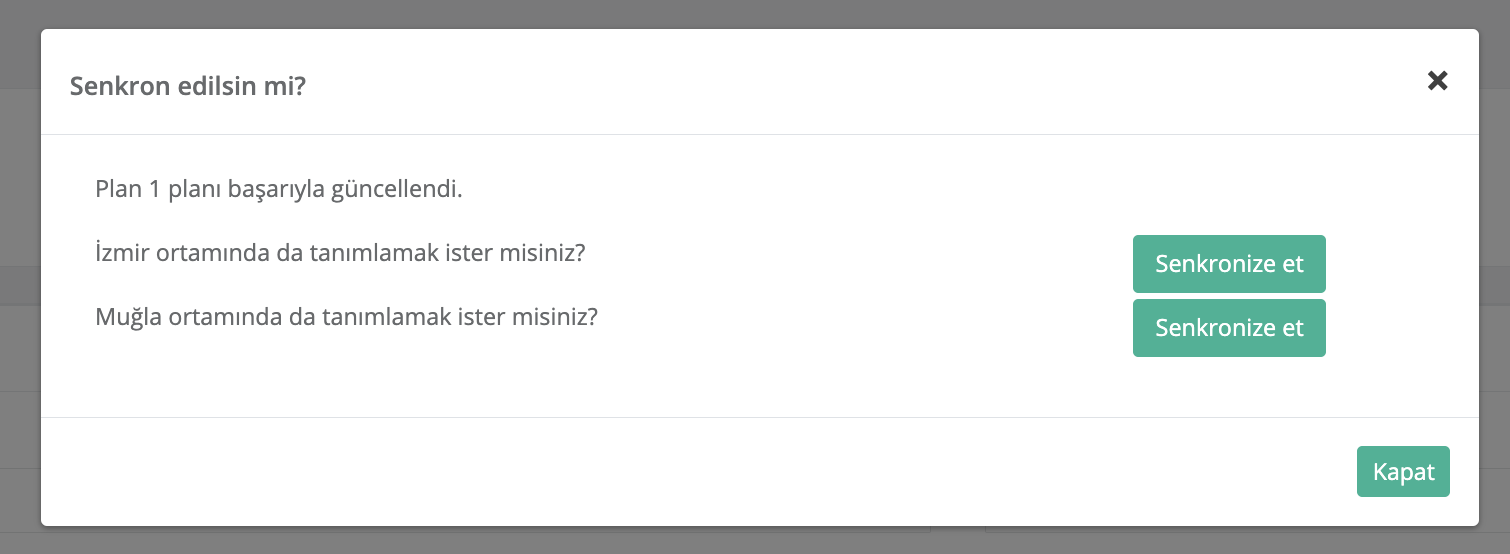 Senkron edilsin mi?
Plan 1 planı başarıyla güncellendi.
İzmir ortamında da tanımlamak ister misiniz?
Senkronize et
Muğla ortamında da tanımlamak ister misiniz?
Senkronize et
Kapat